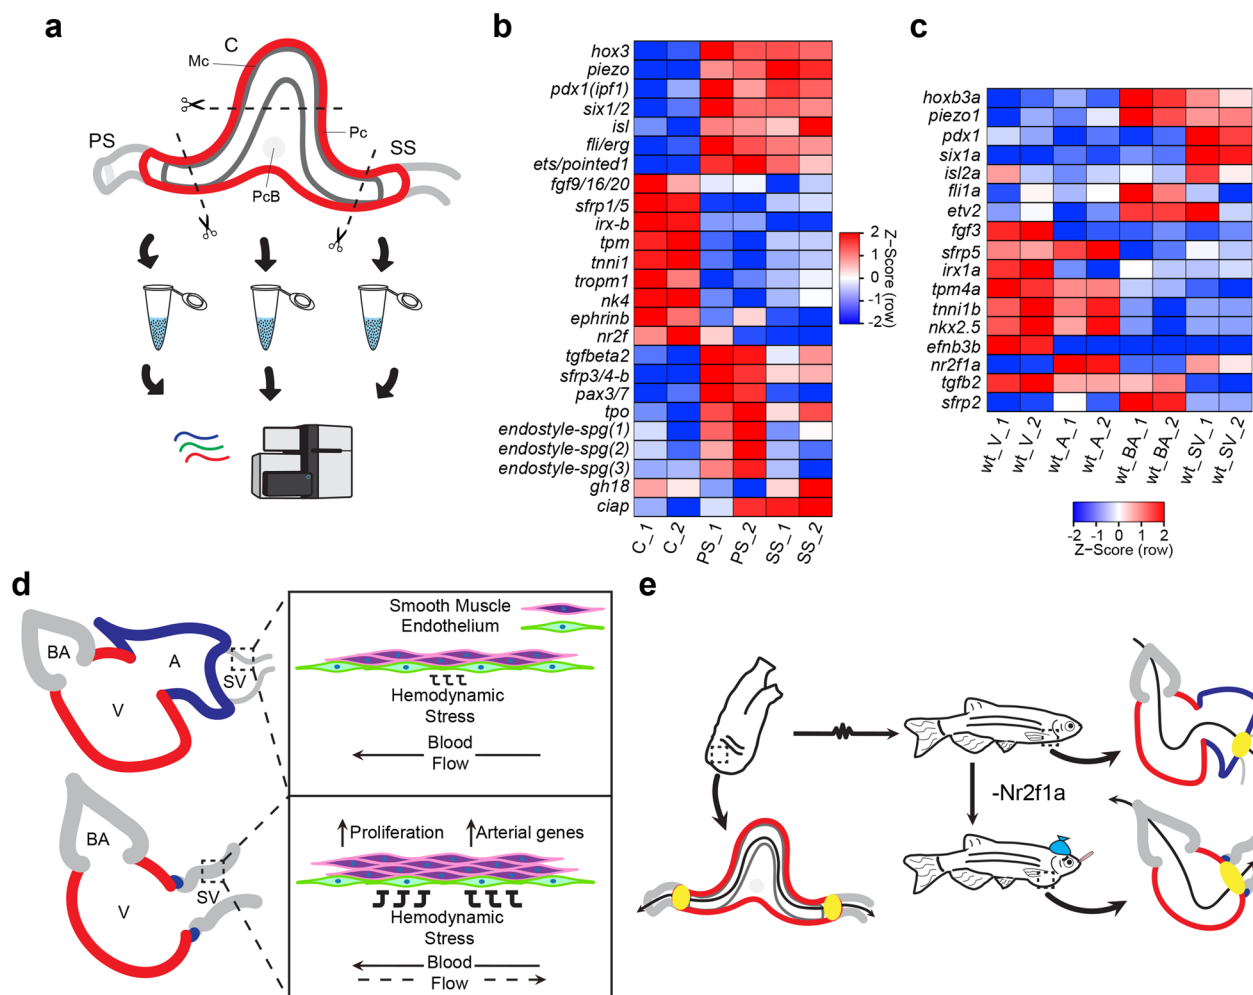 a
C
Mc
PS
Pc
SS
PcB
b
hox3
piezo
pdx1(ipf1)
six1/2
isl
fli/erg
ets/pointed1
fgf9/16/20
sfrp1/5
irx-b
tpm
tnni1
tropm1
nk4
ephrinb
nr2f
tgfbeta2
sfrp3/4-b
pax3/7
tpo
endostyle-spg(1)
endostyle-spg(2)
endostyle-spg(3)
gh18
ciap
C_1
C_2
PS_1
PS_2
SS_1
SS_2
2
1
0
-1
-2
Z-Score (row)
c
hoxb3a
piezo1
pdx1
six1a
isl2a
fli1a
etv2
fgf3
sfrp5
irx1a
tpm4a
tnni1b
nkx2.5
efnb3b
nr2f1a
tgfb2
sfrp2
wt_V_1
wt_V_2
wt_A_1
wt_A_2
wt_BA_1
wt_BA_2
wt_SV_1
wt_SV_2
-2 -1 0 1 2
Z-Score (row)
d
BA
A
SV
V
Smooth Muscle
Endothelium
Hemodynamic
Stress
Blood
Flow
BA
V
SV
Proliferation
Arterial genes
Hemodynamic
Stress
Blood
Flow
e
-Nr2f1a